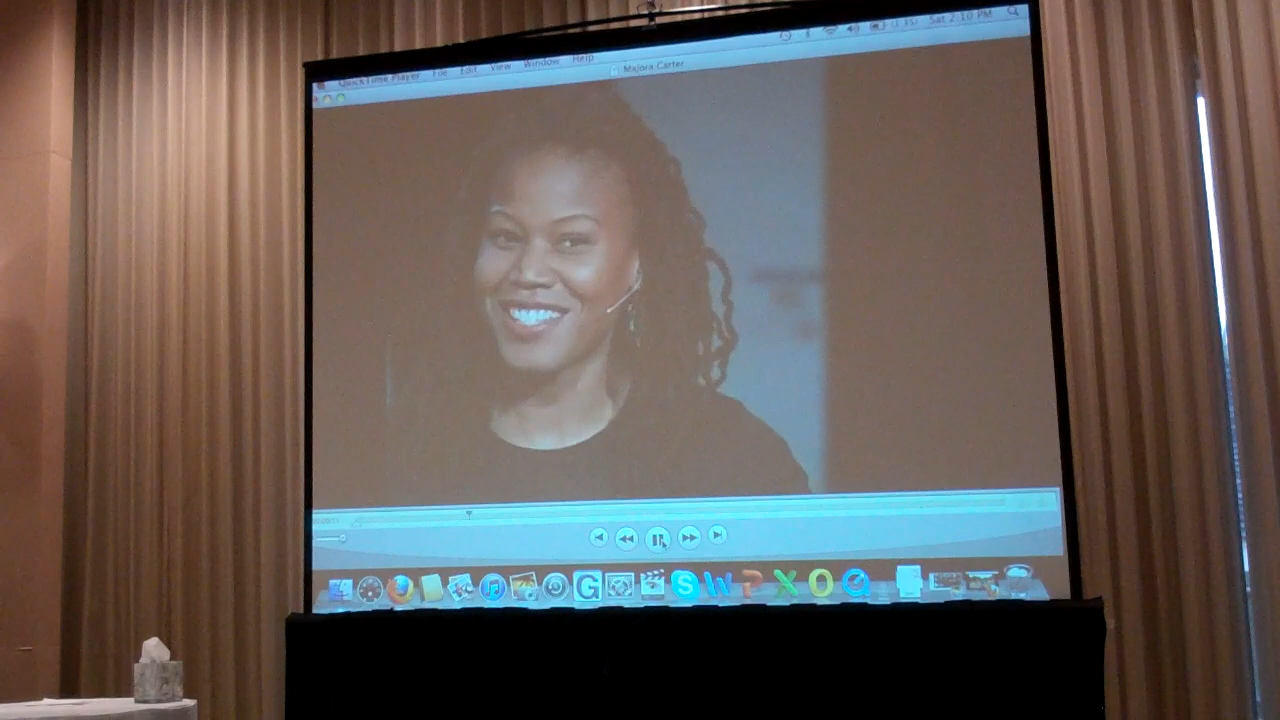 QuickTime Player File Edit View Window Help Sat 2:10 PM
Majora Carter
G S W P X O